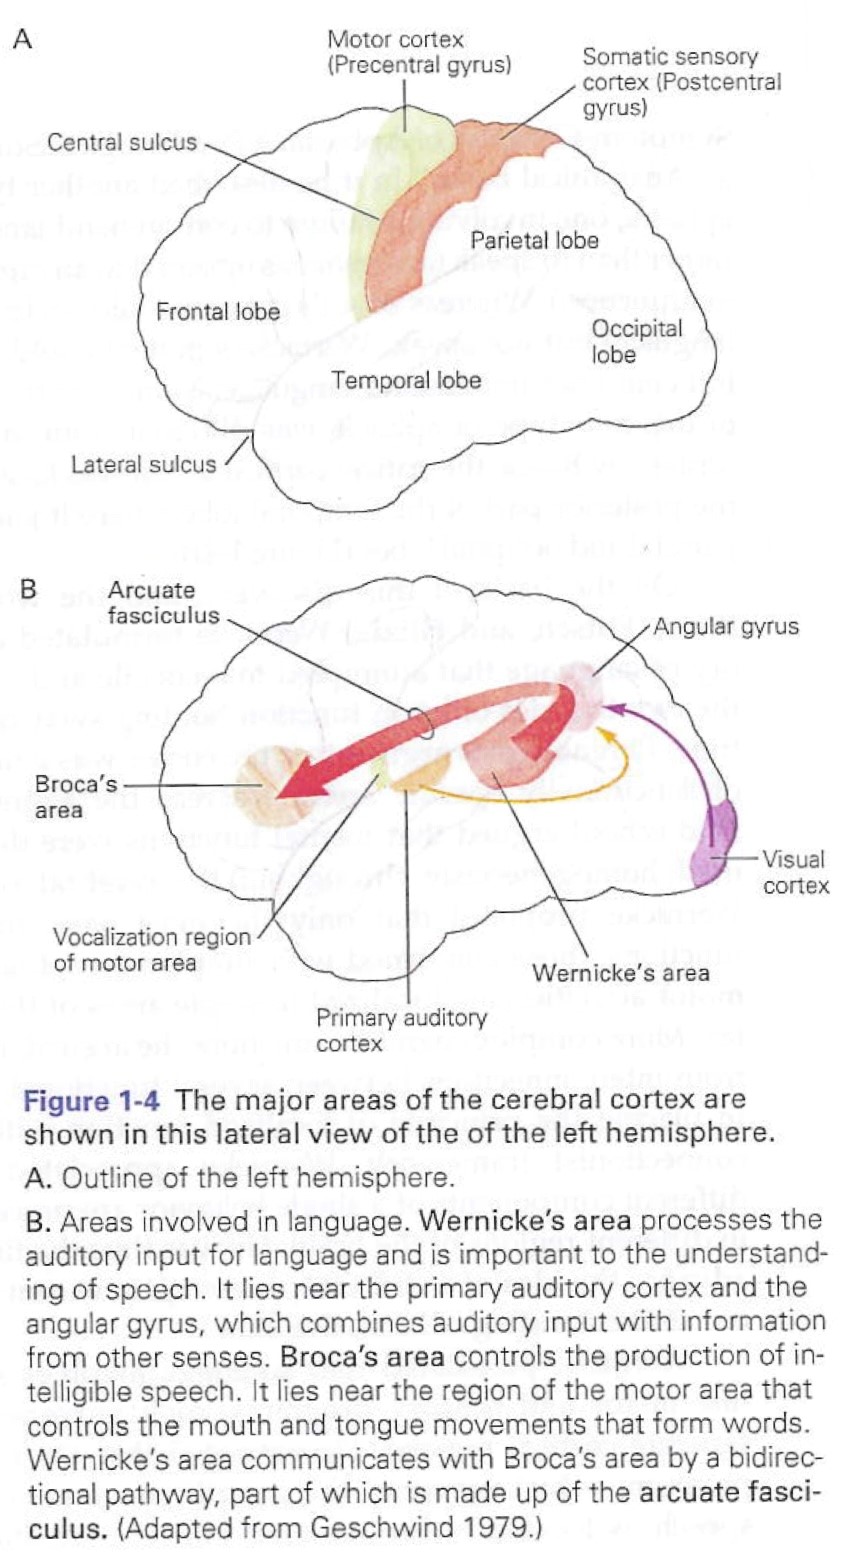 A
Motor cortex
(Precentral gyrus)
Somatic sensory
cortex (Postcentral
gyrus)
Central sulcus
Parietal lobe
Frontal lobe
Occipital
lobe
Temporal lobe
Lateral sulcus
B
Arcuate
fasciculus
Angular gyrus
Broca's
area
Visual
cortex
Vocalization region
of motor area
Wernicke's area
Primary auditory
cortex
Figure 1-4 The major areas of the cerebral cortex are
shown in this lateral view of the of the left hemisphere.
A. Outline of the left hemisphere.
B. Areas involved in language. Wernicke's area processes the
auditory input for language and is important to the understand-
ing of speech. It lies near the primary auditory cortex and the
angular gyrus, which combines auditory input with information
from other senses. Broca's area controls the production of in-
telligible speech. It lies near the region of the motor area that
controls the mouth and tongue movements that form words.
Wernicke's area communicates with Broca's area by a bidirec-
tional pathway, part of which is made up of the arcuate fasci-
culus. (Adapted from Geschwind 1979.)